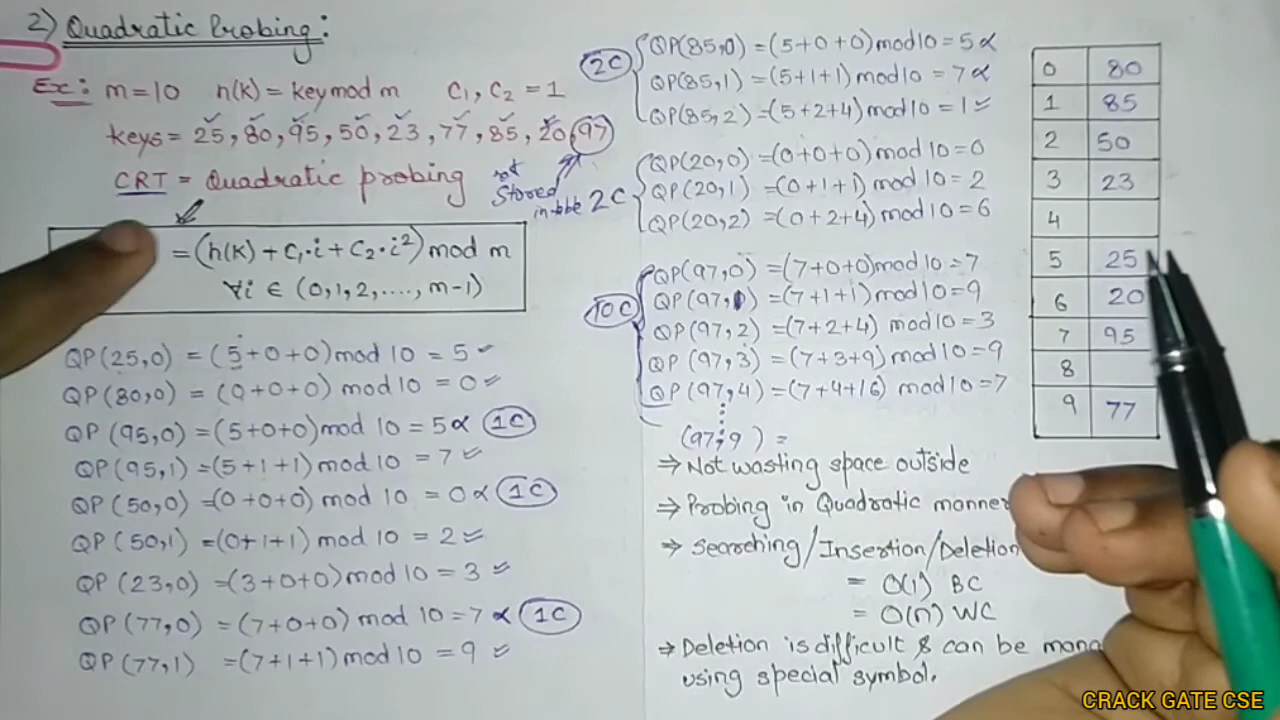 2) Quadratic Probing:
Ex: m=10 h(k) = key mod m C₁, C₂ = 1
keys = 25, 80, 95, 50, 23, 77, 85, 20, 97
CRT = Quadratic probing
not
Stored
in tble
= (h(k) + C₁·i + C₂·i²) mod m
∀i ∈ (0,1,2,....,m-1)
QP(25,0) = (5+0+0) mod 10 = 5 ✓
QP(80,0) = (0+0+0) mod 10 = 0 ✓
QP(95,0) = (5+0+0) mod 10 = 5 x 1C
QP(95,1) = (5+1+1) mod 10 = 7 ✓
QP(50,0) = (0+0+0) mod 10 = 0 x 1C
QP(50,1) = (0+1+1) mod 10 = 2 ✓
QP(23,0) = (3+0+0) mod 10 = 3 ✓
QP(77,0) = (7+0+0) mod 10 = 7 x 1C
QP(77,1) = (7+1+1) mod 10 = 9 ✓
2C
QP(85,0) = (5+0+0) mod 10 = 5 x
QP(85,1) = (5+1+1) mod 10 = 7 x
QP(85,2) = (5+2+4) mod 10 = 1 ✓
2C
QP(20,0) = (0+0+0) mod 10 = 0
QP(20,1) = (0+1+1) mod 10 = 2
QP(20,2) = (0+2+4) mod 10 = 6
10C
QP(97,0) = (7+0+0) mod 10 = 7
QP(97,1) = (7+1+1) mod 10 = 9
QP(97,2) = (7+2+4) mod 10 = 3
QP(97,3) = (7+3+9) mod 10 = 9
QP(97,4) = (7+4+16) mod 10 = 7
(97,9) =
⇒ Not wasting space outside
⇒ Probing in Quadratic manner
⇒ Searching/Insertion/Deletion
= O(1) BC
= O(n) WC
⇒ Deletion is difficult & can be
using special symbol.
0 80
1 85
2 50
3 23
4
5 25
6 20
7 95
8
9 77
CRACK GATE CSE